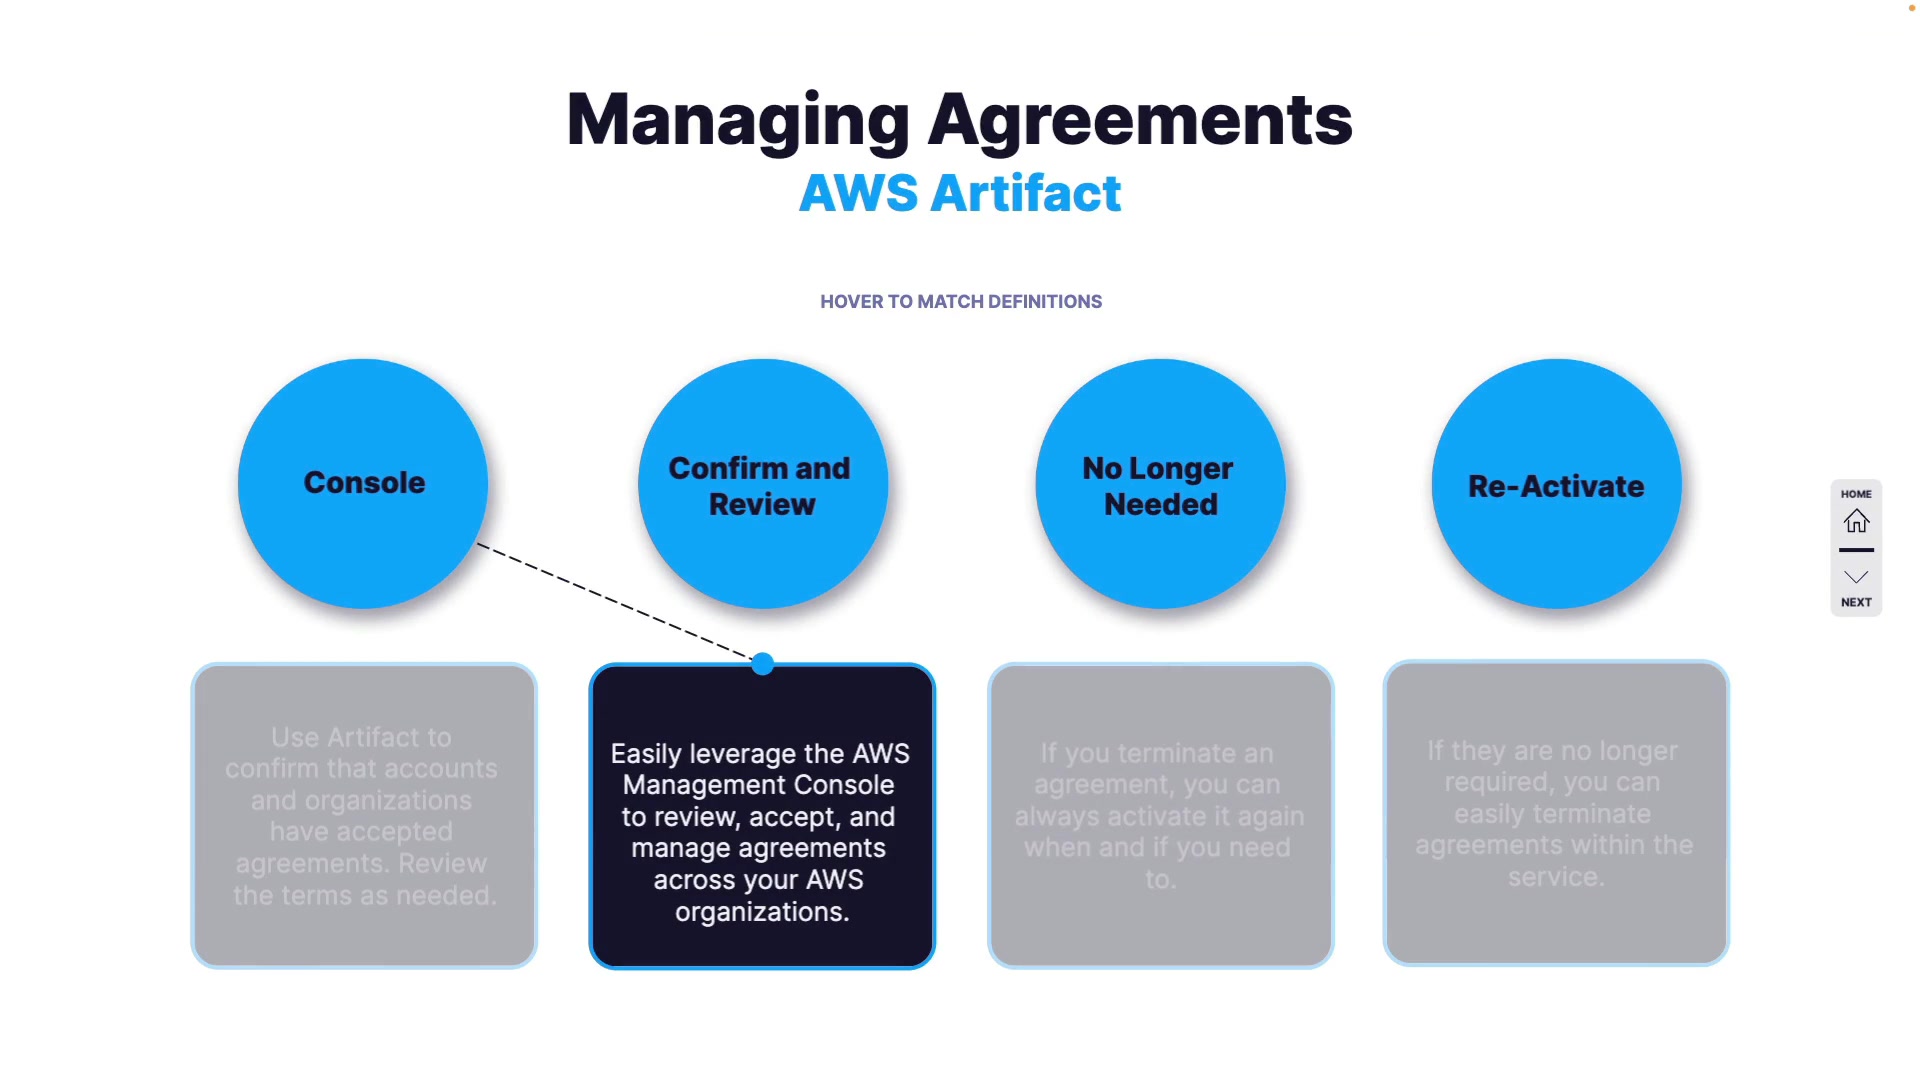 Managing Agreements
AWS Artifact
HOVER TO MATCH DEFINITIONS
Console
Confirm and
Review
No Longer
Needed
Re-Activate
HOME
NEXT
Use Artifact to
confirm that accounts
and organizations
have accepted
agreements. Review
the terms as needed.
Easily leverage the AWS
Management Console
to review, accept, and
manage agreements
across your AWS
organizations.
If you terminate an
agreement, you can
always activate it again
when and if you need
to.
If they are no longer
required, you can
easily terminate
agreements within the
service.